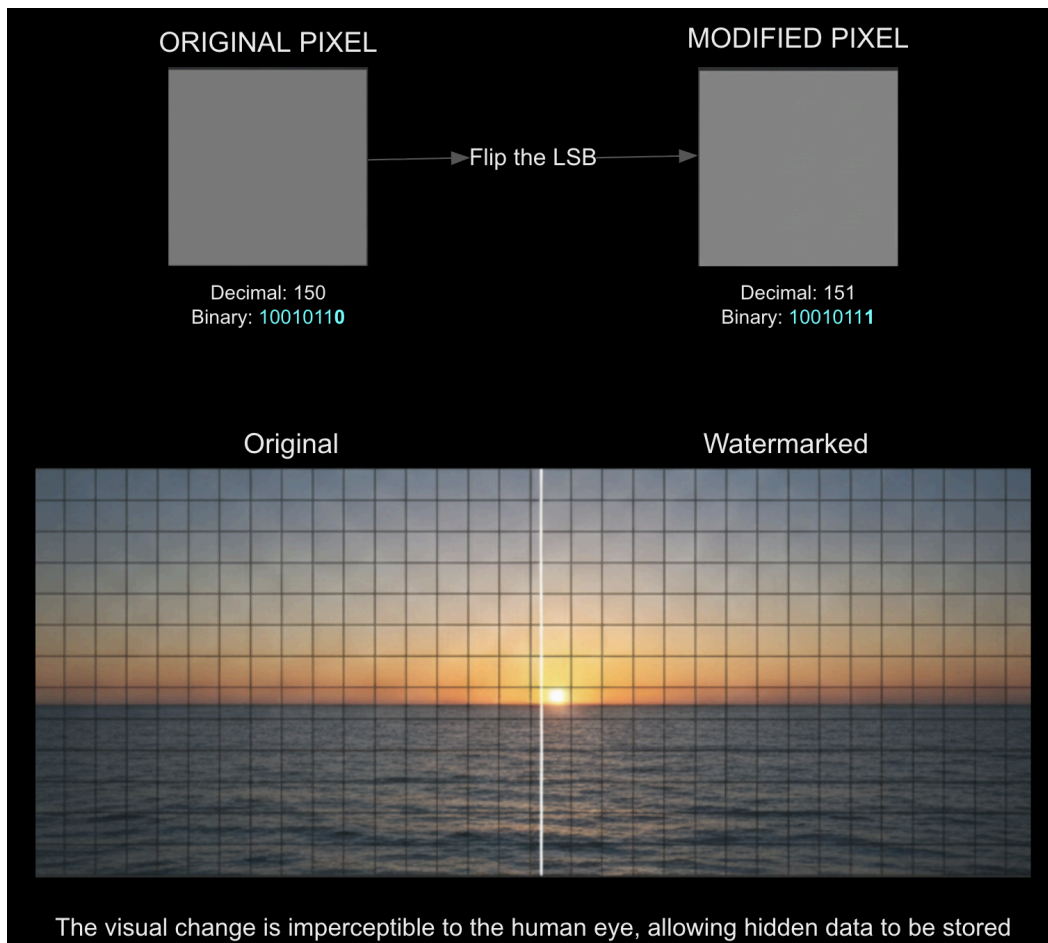 ORIGINAL PIXEL
MODIFIED PIXEL
Flip the LSB
Decimal: 150
Binary: 10010110
Decimal: 151
Binary: 10010111
Original
Watermarked
The visual change is imperceptible to the human eye, allowing hidden data to be stored